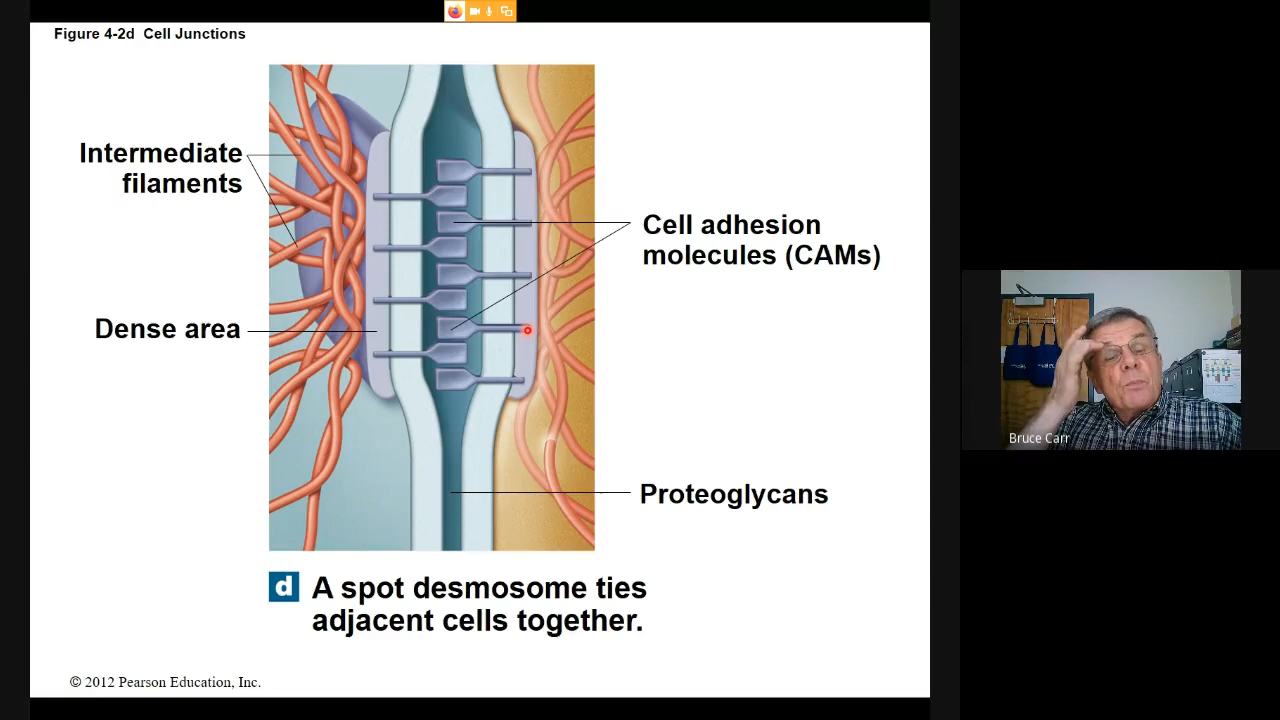 Figure 4-2d  Cell Junctions
Intermediate
filaments
Dense area
Cell adhesion
molecules (CAMs)
Proteoglycans
d A spot desmosome ties
adjacent cells together.
© 2012 Pearson Education, Inc.
Bruce Carr